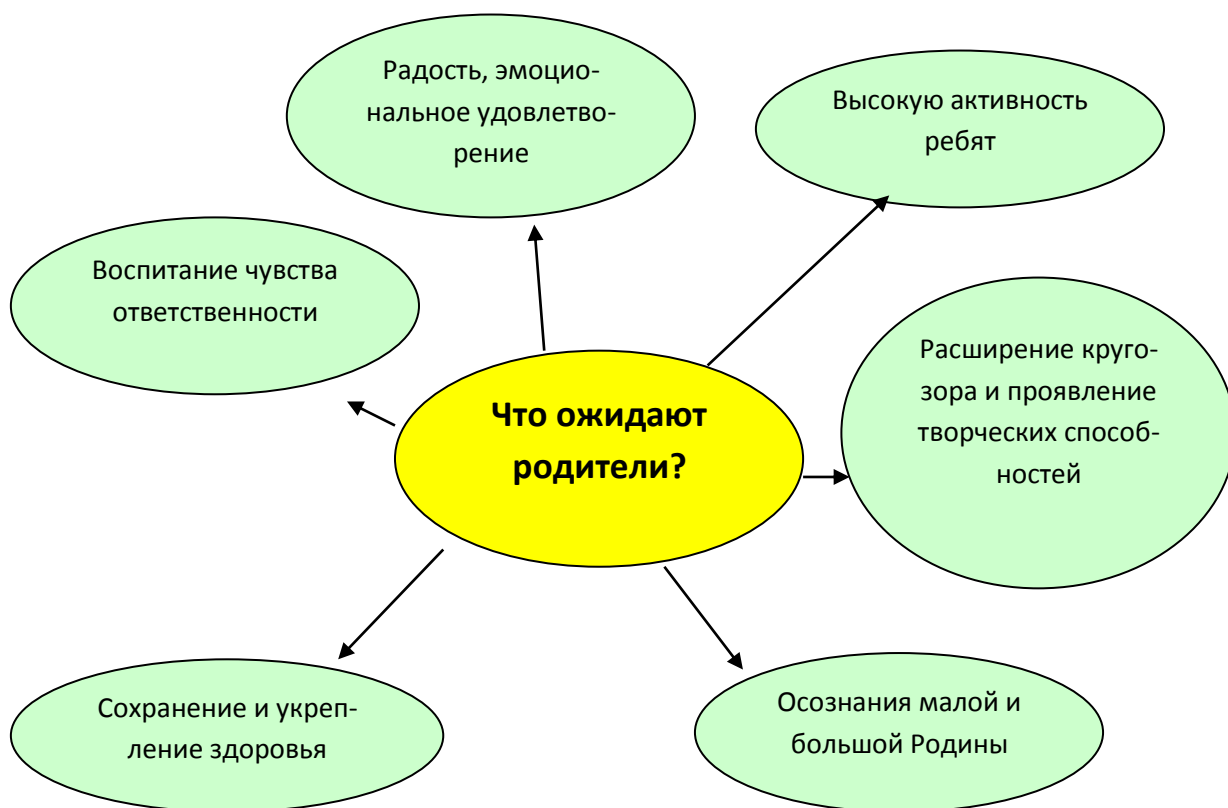 Радость, эмоцио-
нальное удовлетво-
рение
Высокую активность
ребят
Воспитание чувства
ответственности
Расширение круго-
зора и проявление
творческих способ-
ностей
Что ожидают
родители?
Сохранение и укреп-
ление здоровья
Осознания малой и
большой Родины